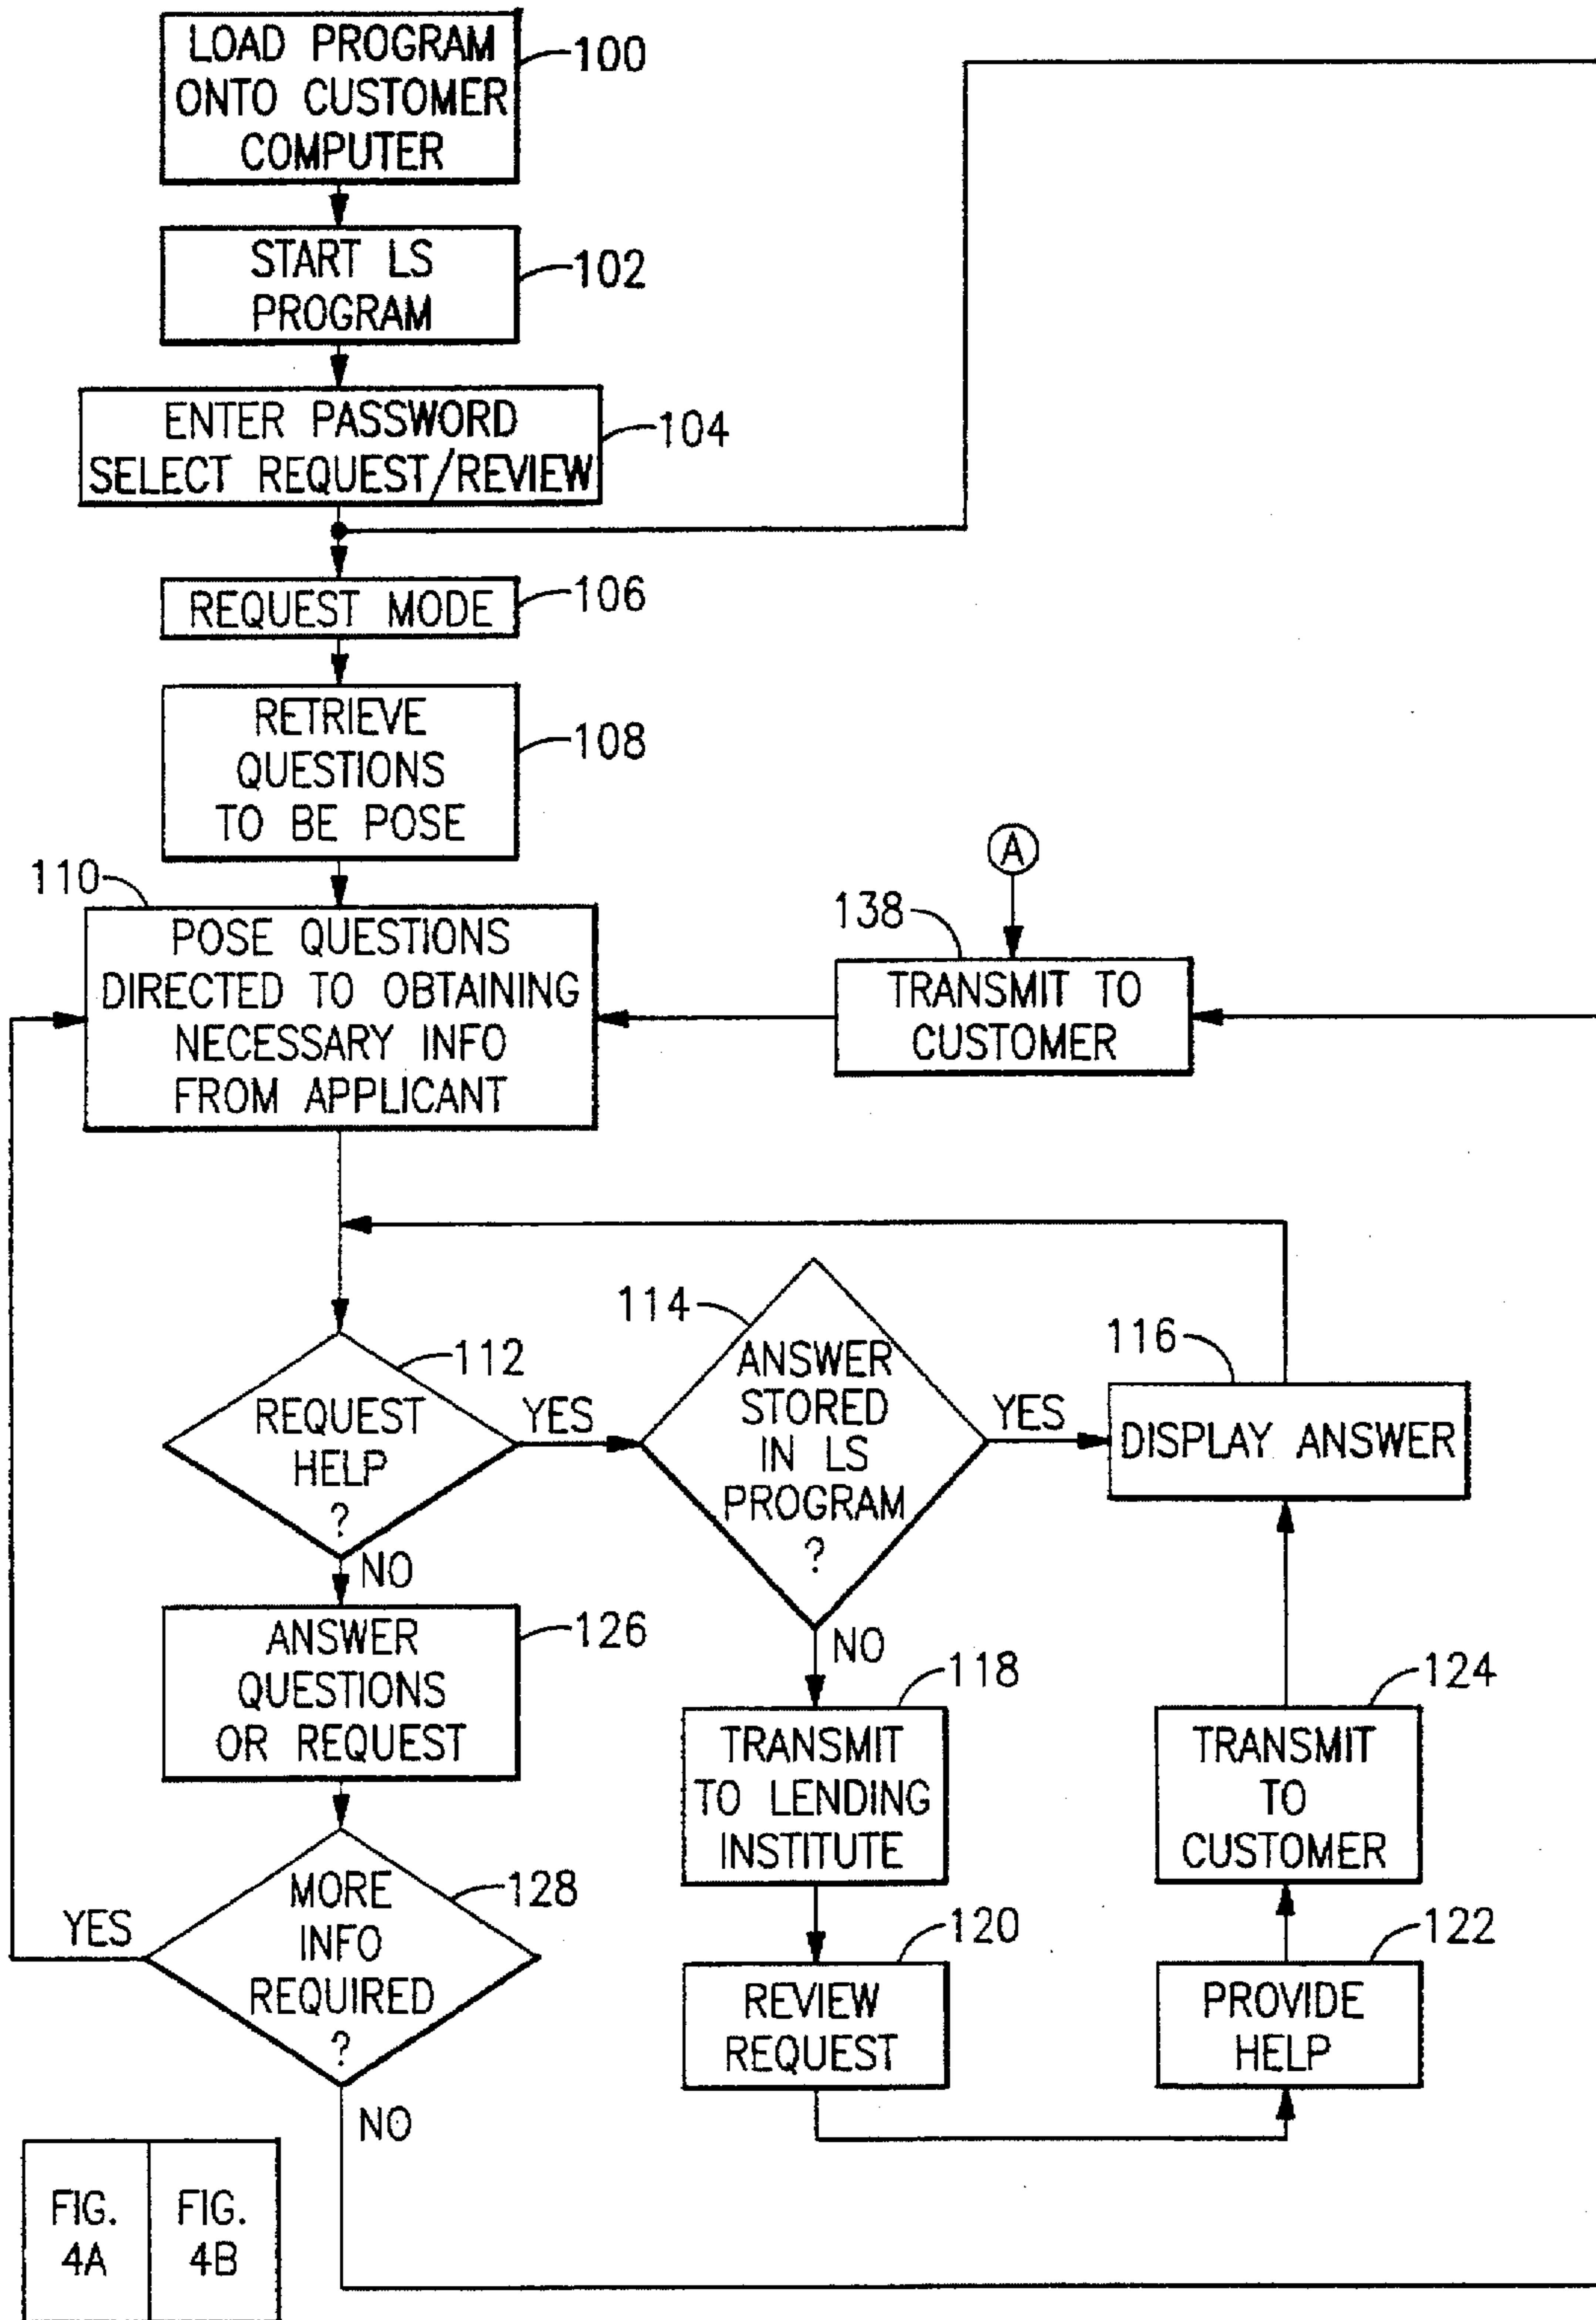 LOAD PROGRAM
ONTO CUSTOMER
COMPUTER
100
START LS
PROGRAM
102
ENTER PASSWORD
SELECT REQUEST/REVIEW
104
REQUEST MODE
106
RETRIEVE
QUESTIONS
TO BE POSE
108
110
POSE QUESTIONS
DIRECTED TO OBTAINING
NECESSARY INFO
FROM APPLICANT
A
138
TRANSMIT TO
CUSTOMER
112
REQUEST
HELP
?
YES
NO
114
ANSWER
STORED
IN LS
PROGRAM
?
YES
NO
116
DISPLAY ANSWER
126
ANSWER
QUESTIONS
OR REQUEST
118
TRANSMIT
TO LENDING
INSTITUTE
124
TRANSMIT
TO
CUSTOMER
128
MORE
INFO
REQUIRED
?
YES
NO
120
REVIEW
REQUEST
122
PROVIDE
HELP
FIG.
4A
FIG.
4B